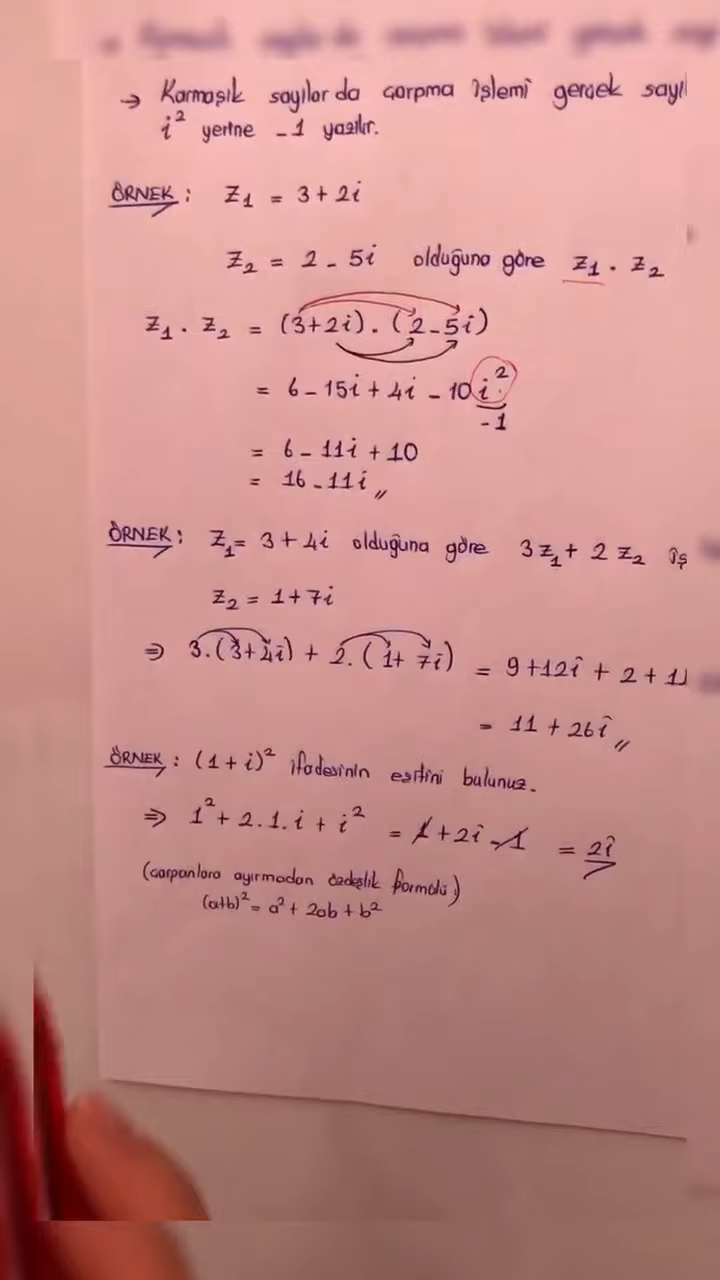 → Karmaşık sayılarda çarpma işlemi gerçek sayıl
i² yerine -1 yazılır.
ÖRNEK: Z₁ = 3+2i
Z₂ = 2-5i olduğuna göre Z₁ . Z₂
Z₁ . Z₂ = (3+2i) . (2-5i)
= 6-15i+4i-10i²
-1
= 6-11i+10
= 16-11i //
ÖRNEK: Z₁= 3+4i olduğuna göre 3Z₁+2Z₂ iş
Z₂ = 1+7i
⇒ 3.(3+4i) + 2.(1+7i) = 9+12i+2+1
= 11+26i //
ÖRNEK: (1+i)² ifadesinin eşitini bulunuz.
⇒ 1²+2.1.i+i² = 1+2i-1 = 2i
(çarpanlara ayırmadan özdeşlik formülü)
(a+b)² = a²+2ab+b²